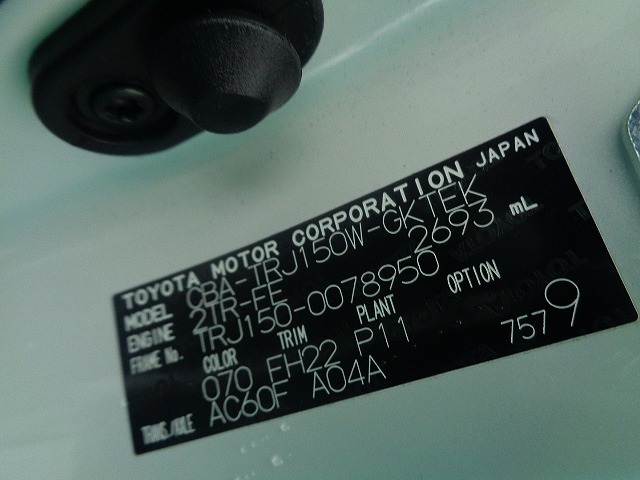 TOYOTA MOTOR CORPORATION JAPAN
MODEL CBA-TRJ150W-GKTEK
ENGINE 2TR-FE 2693 mL
FRAME No. TRJ150-0078950
COLOR TRIM PLANT OPTION
070 FH22 P11
TRANS./AXLE AC60F A04A 7579